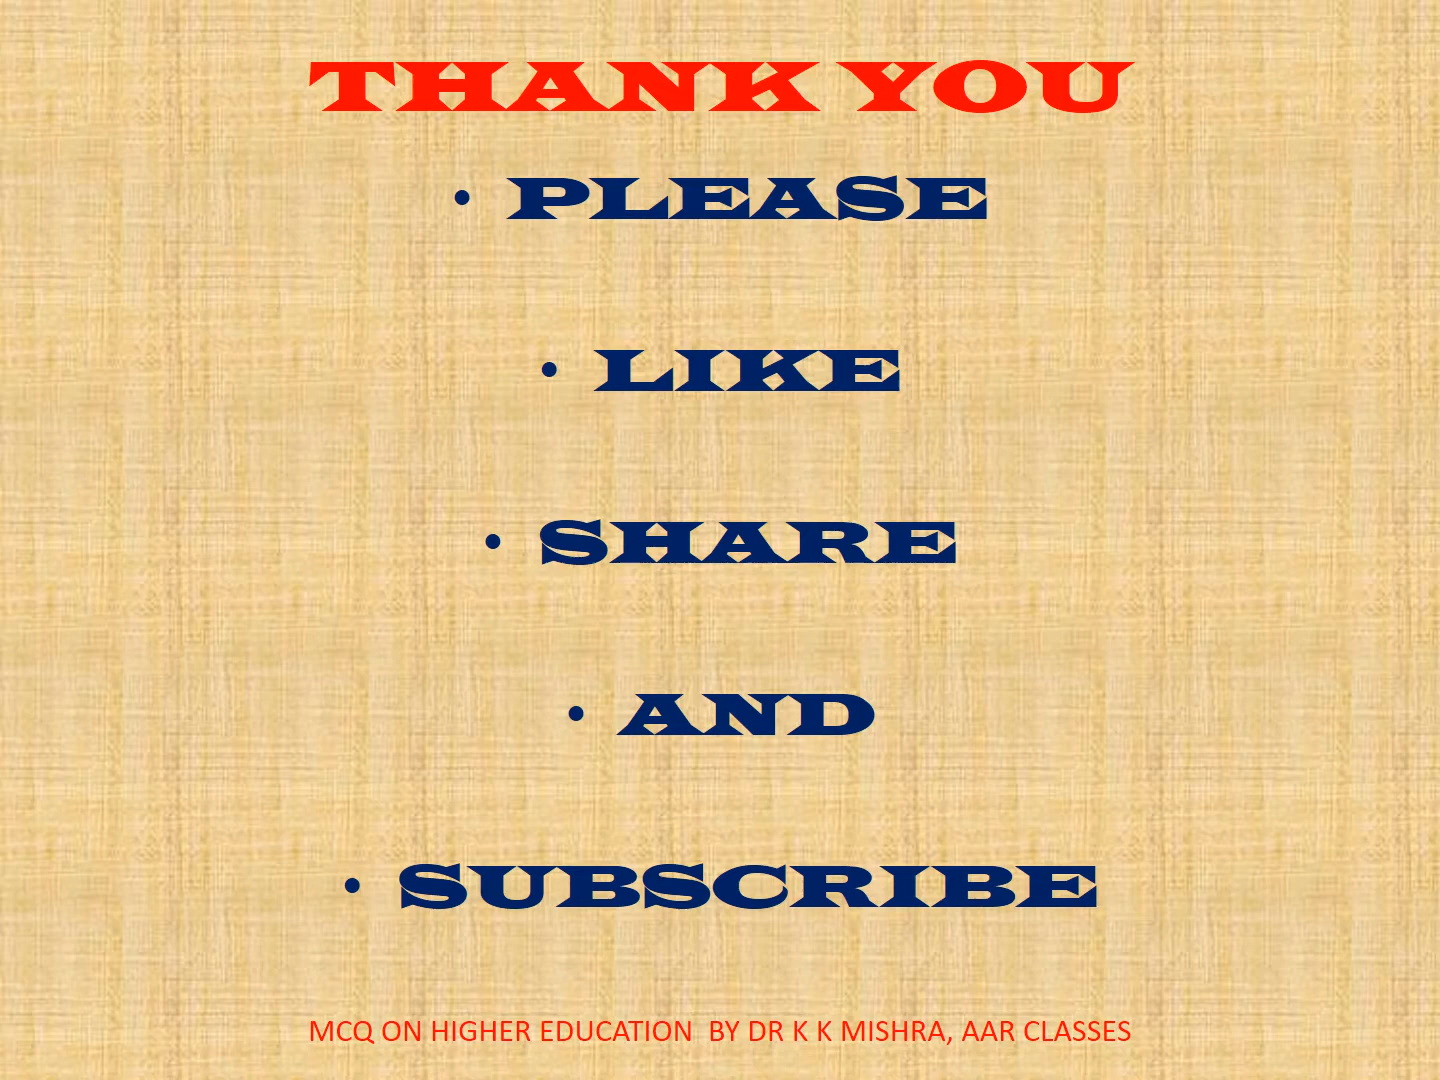 THANK YOU
• PLEASE
• LIKE
• SHARE
• AND
• SUBSCRIBE
MCQ ON HIGHER EDUCATION  BY DR K K MISHRA, AAR CLASSES